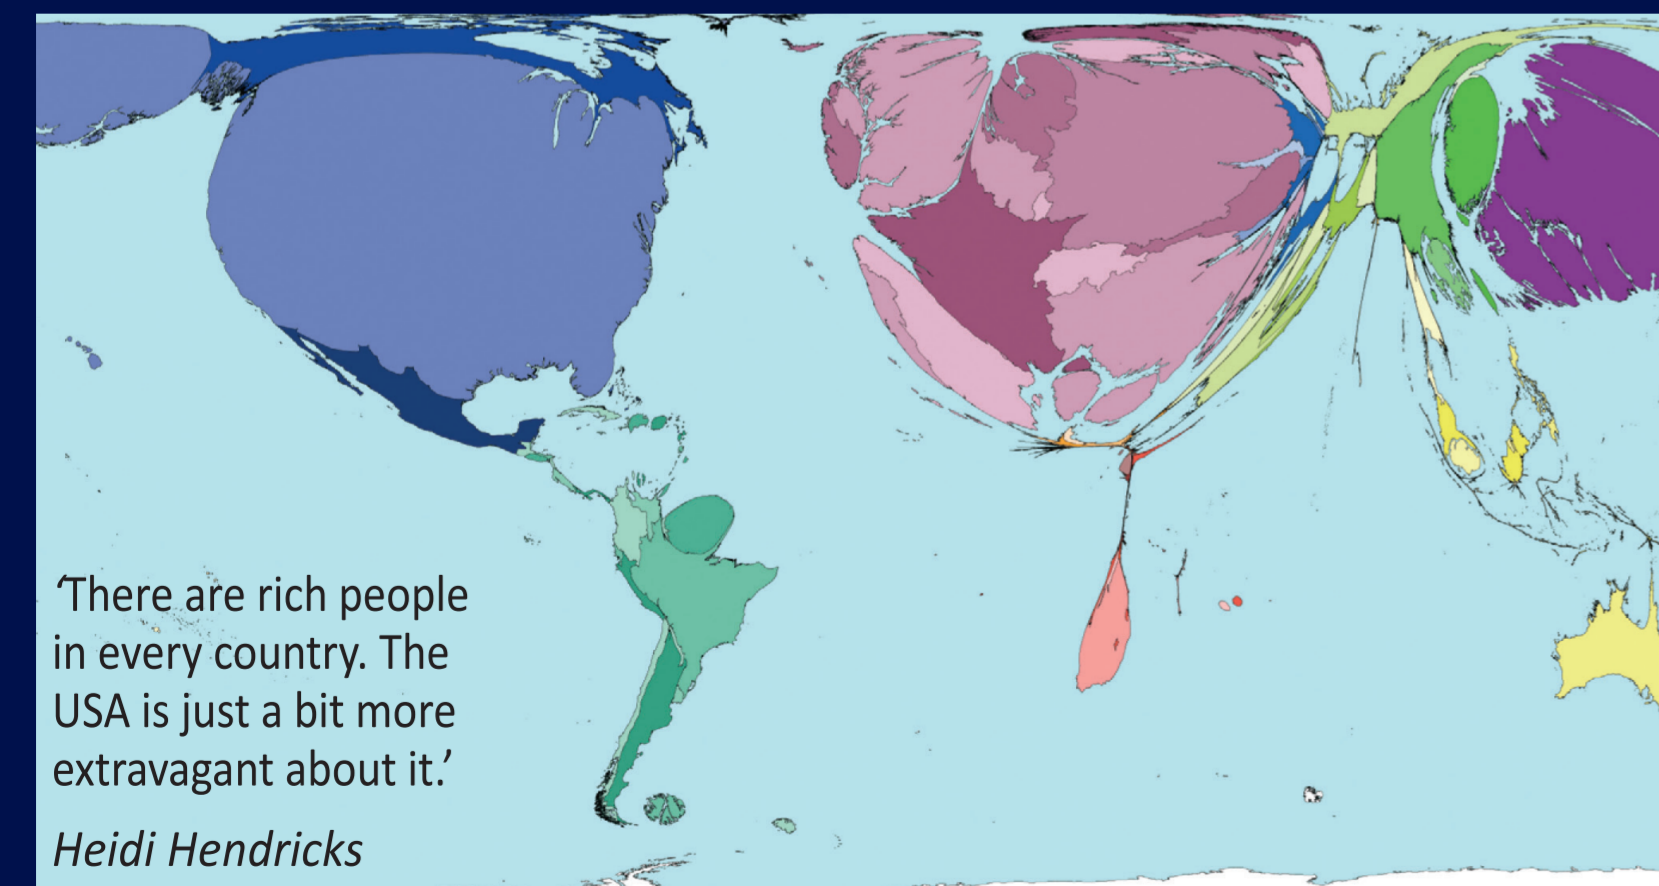 ‘There are rich people
in every country. The
USA is just a bit more
extravagant about it.’
Heidi Hendricks